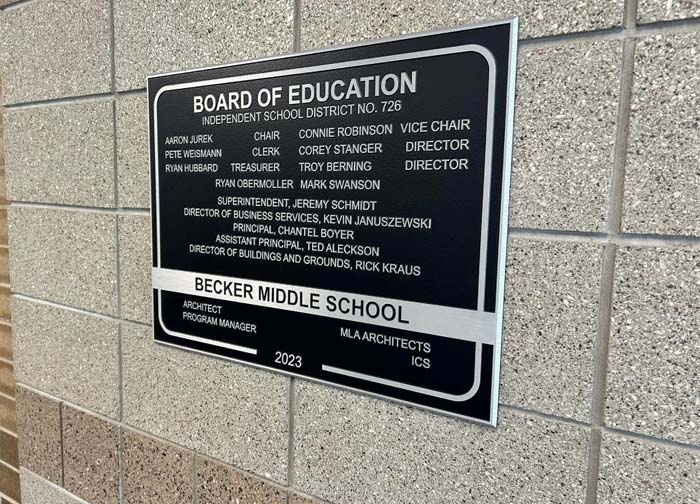 BOARD OF EDUCATION
INDEPENDENT SCHOOL DISTRICT NO. 726
AARON JUREK CHAIR CONNIE ROBINSON VICE CHAIR
PETE WEISMANN CLERK COREY STANGER DIRECTOR
RYAN HUBBARD TREASURER TROY BERNING DIRECTOR
RYAN OBERMOLLER MARK SWANSON
SUPERINTENDENT, JEREMY SCHMIDT
DIRECTOR OF BUSINESS SERVICES, KEVIN JANUSZEWSKI
PRINCIPAL, CHANTEL BOYER
ASSISTANT PRINCIPAL, TED ALECKSON
DIRECTOR OF BUILDINGS AND GROUNDS, RICK KRAUS
BECKER MIDDLE SCHOOL
ARCHITECT MLA ARCHITECTS
PROGRAM MANAGER ICS
2023